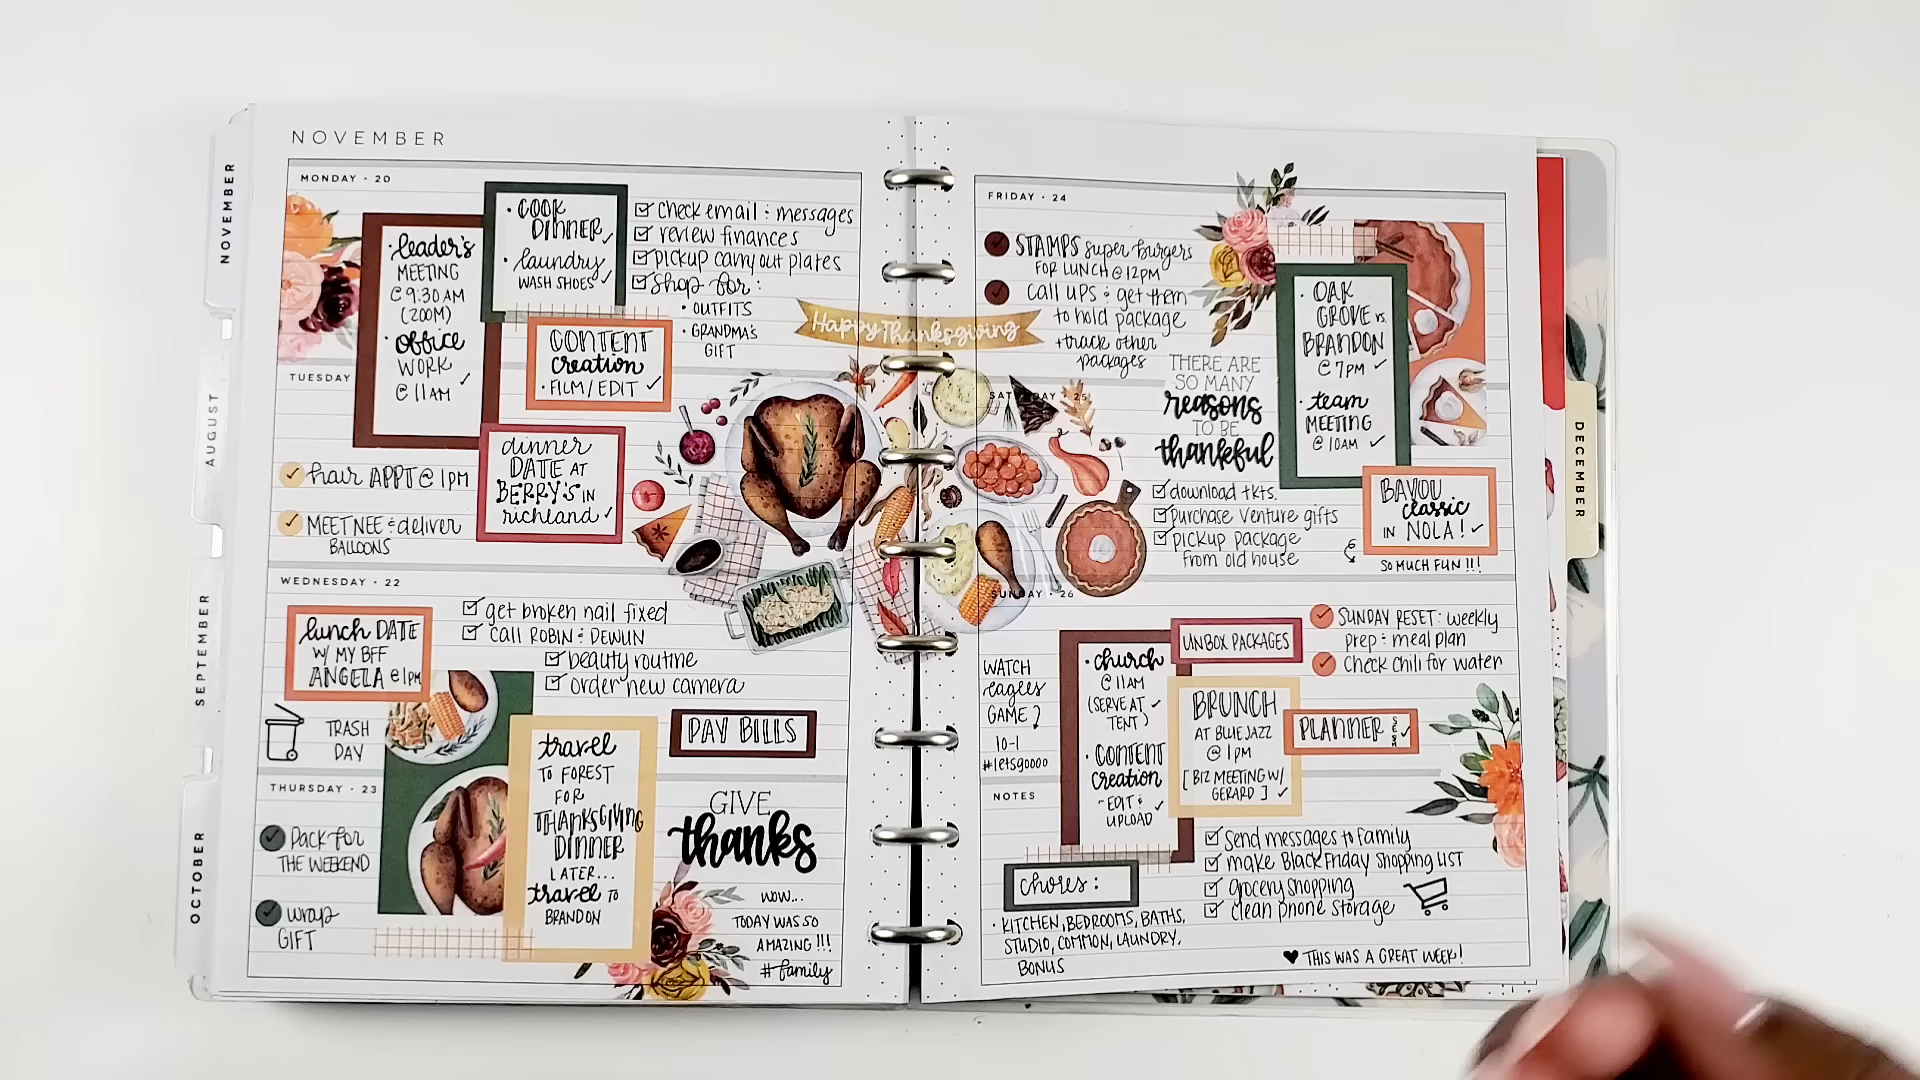 NOVEMBER
NOVEMBER
AUGUST
SEPTEMBER
OCTOBER
MONDAY • 20
• leader's
MEETING
@ 9:30 AM
(ZOOM)
• office
WORK
@ 11AM ✓
• COOK
DINNER ✓
• laundry
WASH SHOES ✓
☑ check email + messages
☑ review finances
☑ pickup carryout plates
☑ Shop for:
• OUTFITS
• GRANDMA'S
GIFT
CONTENT
creation
• FILM/EDIT ✓
Happy Thanksgiving
TUESDAY
✓ hair APPT @ 1PM
✓ MEET NEE + deliver
BALLOONS
dinner
DATE AT
BERRY'S IN
richland ✓
WEDNESDAY • 22
lunch DATE
W/ MY BFF
ANGELA @ 1PM
☑ get broken nail fixed
☑ call ROBIN + DEWUN
☑ beauty routine
☑ order new camera
TRASH
DAY
PAY BILLS
THURSDAY • 23
✓ Pack for
THE WEEKEND
✓ wrap
GIFT
travel
TO FOREST
FOR
THANKSGIVING
DINNER
LATER...
travel TO
BRANDON
GIVE
thanks
WOW...
TODAY WAS SO
AMAZING !!!
#family
FRIDAY • 24
✓ STAMPS super burgers
FOR LUNCH @ 12PM
✓ Call UPS + get them
to hold package
+track other
packages
• OAK
GROVE vs.
BRANDON
@ 7PM ✓
• team
MEETING
@ 10AM ✓
THERE ARE
SO MANY
reasons
TO BE
thankful
SATURDAY • 25
☑ download tkts.
☑ purchase venture gifts
☑ pickup package
from old house
BAYOU
classic
IN NOLA! ✓
SO MUCH FUN !!!
SUNDAY • 26
WATCH
eagles
GAME
10-1
#letsgoooo
• church
@ 11AM
(SERVE AT ✓
TENT)
• CONTENT
creation
- EDIT + ✓
UPLOAD
UNBOX PACKAGES
✓ SUNDAY RESET: weekly
prep + meal plan
✓ Check chili for water
BRUNCH
AT BLUE JAZZ
@ 1PM
[BIZ MEETING W/
GERARD] ✓
PLANNER SESH ✓
NOTES
chores:
• KITCHEN, BEDROOMS, BATHS,
STUDIO, COMMON, LAUNDRY,
BONUS
☑ Send messages to family
☑ make Black Friday Shopping LIST
☑ grocery shopping
☑ clean phone storage
♥ THIS WAS A GREAT WEEK!
DECEMBER